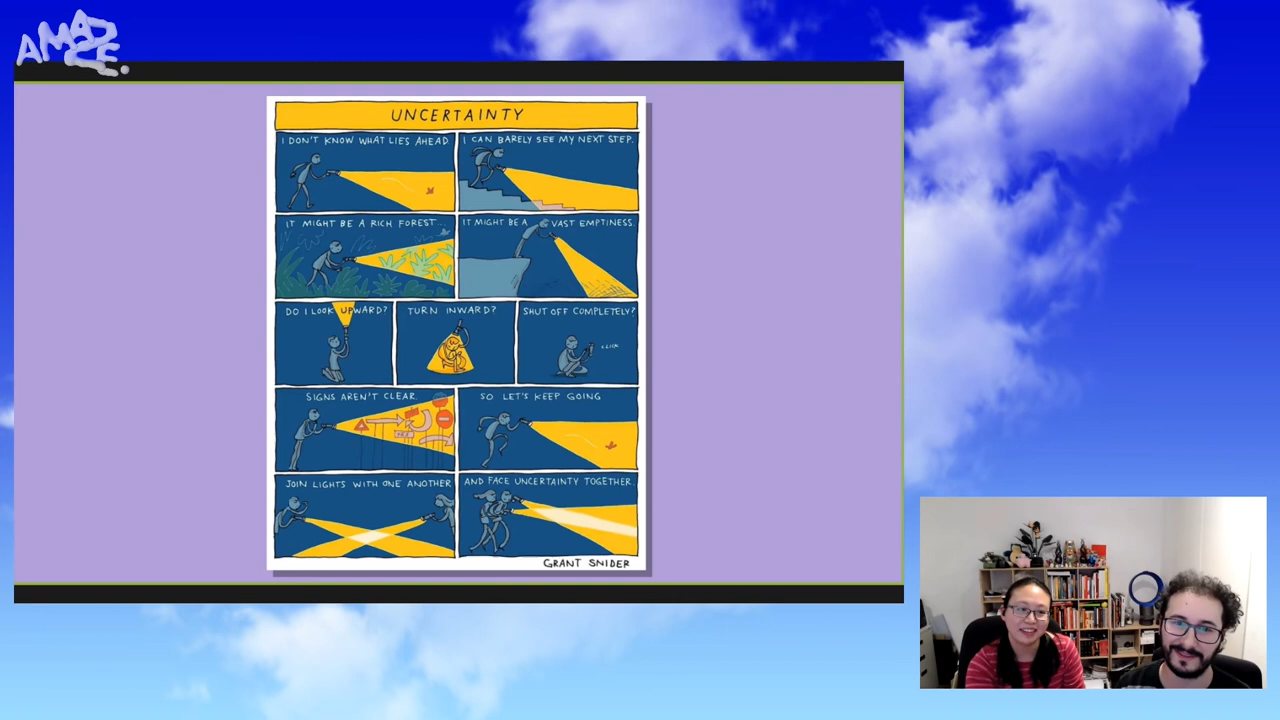 AMAZE.
UNCERTAINTY
I DON'T KNOW WHAT LIES AHEAD.
I CAN BARELY SEE MY NEXT STEP.
IT MIGHT BE A RICH FOREST.
IT MIGHT BE A VAST EMPTINESS
DO I LOOK UPWARD?
TURN INWARD?
SHUT OFF COMPLETELY?
CLICK
SIGNS AREN'T CLEAR.
SO LET'S KEEP GOING
JOIN LIGHTS WITH ONE ANOTHER
AND FACE UNCERTAINTY TOGETHER.
GRANT SNIDER